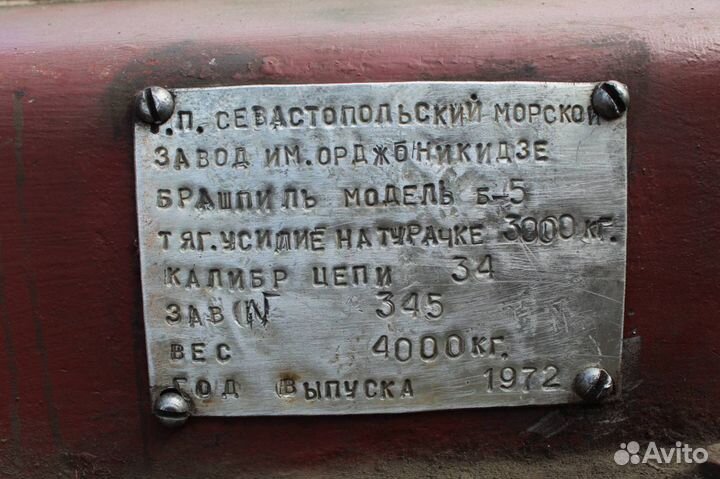 Г.П. СЕВАСТОПОЛЬСКИЙ МОРСКОЙ
ЗАВОД ИМ. ОРДЖОНИКИДЗЕ
БРАШПИЛЬ МОДЕЛЬ Б-5
ТЯГ. УСИЛИЕ НА ТУРАЧКЕ 3000 КГ.
КАЛИБР ЦЕПИ 34
ЗАВ N 345
ВЕС 4000 КГ.
ГОД ВЫПУСКА 1972
Avito